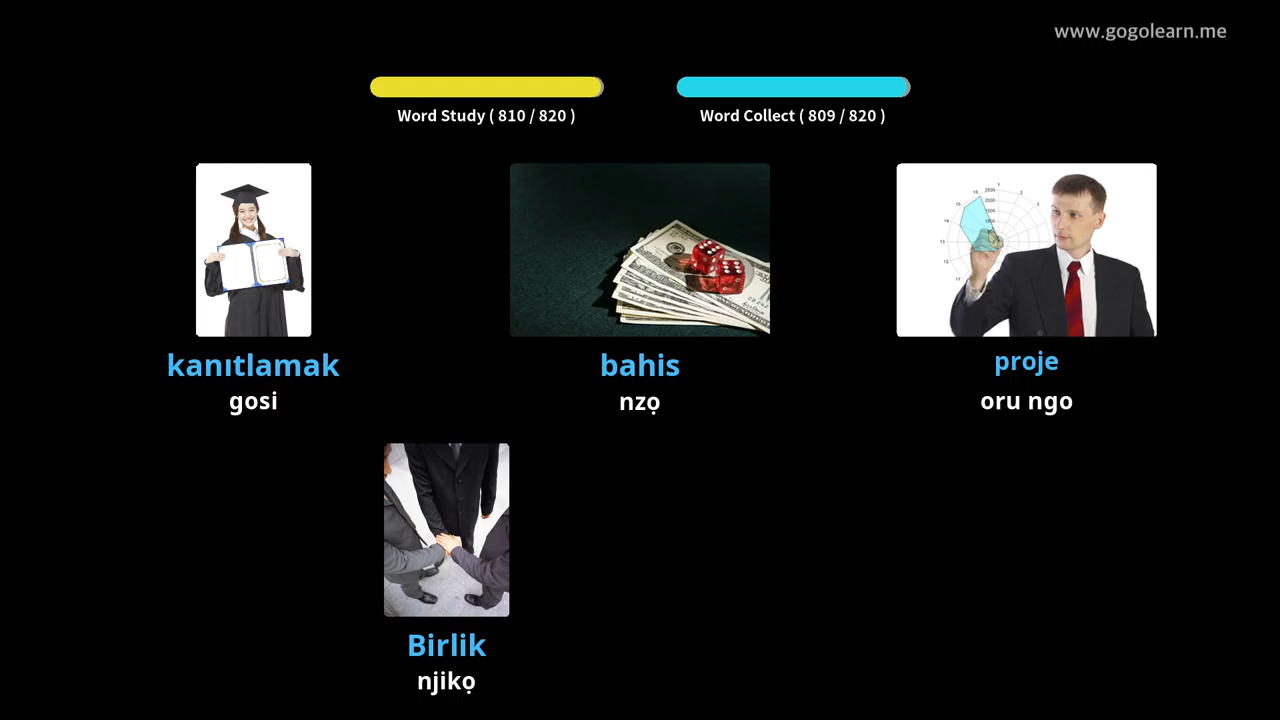 www.gogolearn.me
Word Study ( 810 / 820 )
Word Collect ( 809 / 820 )
kanıtlamak
gosi
bahis
nzọ
proje
oru ngo
Birlik
njikọ